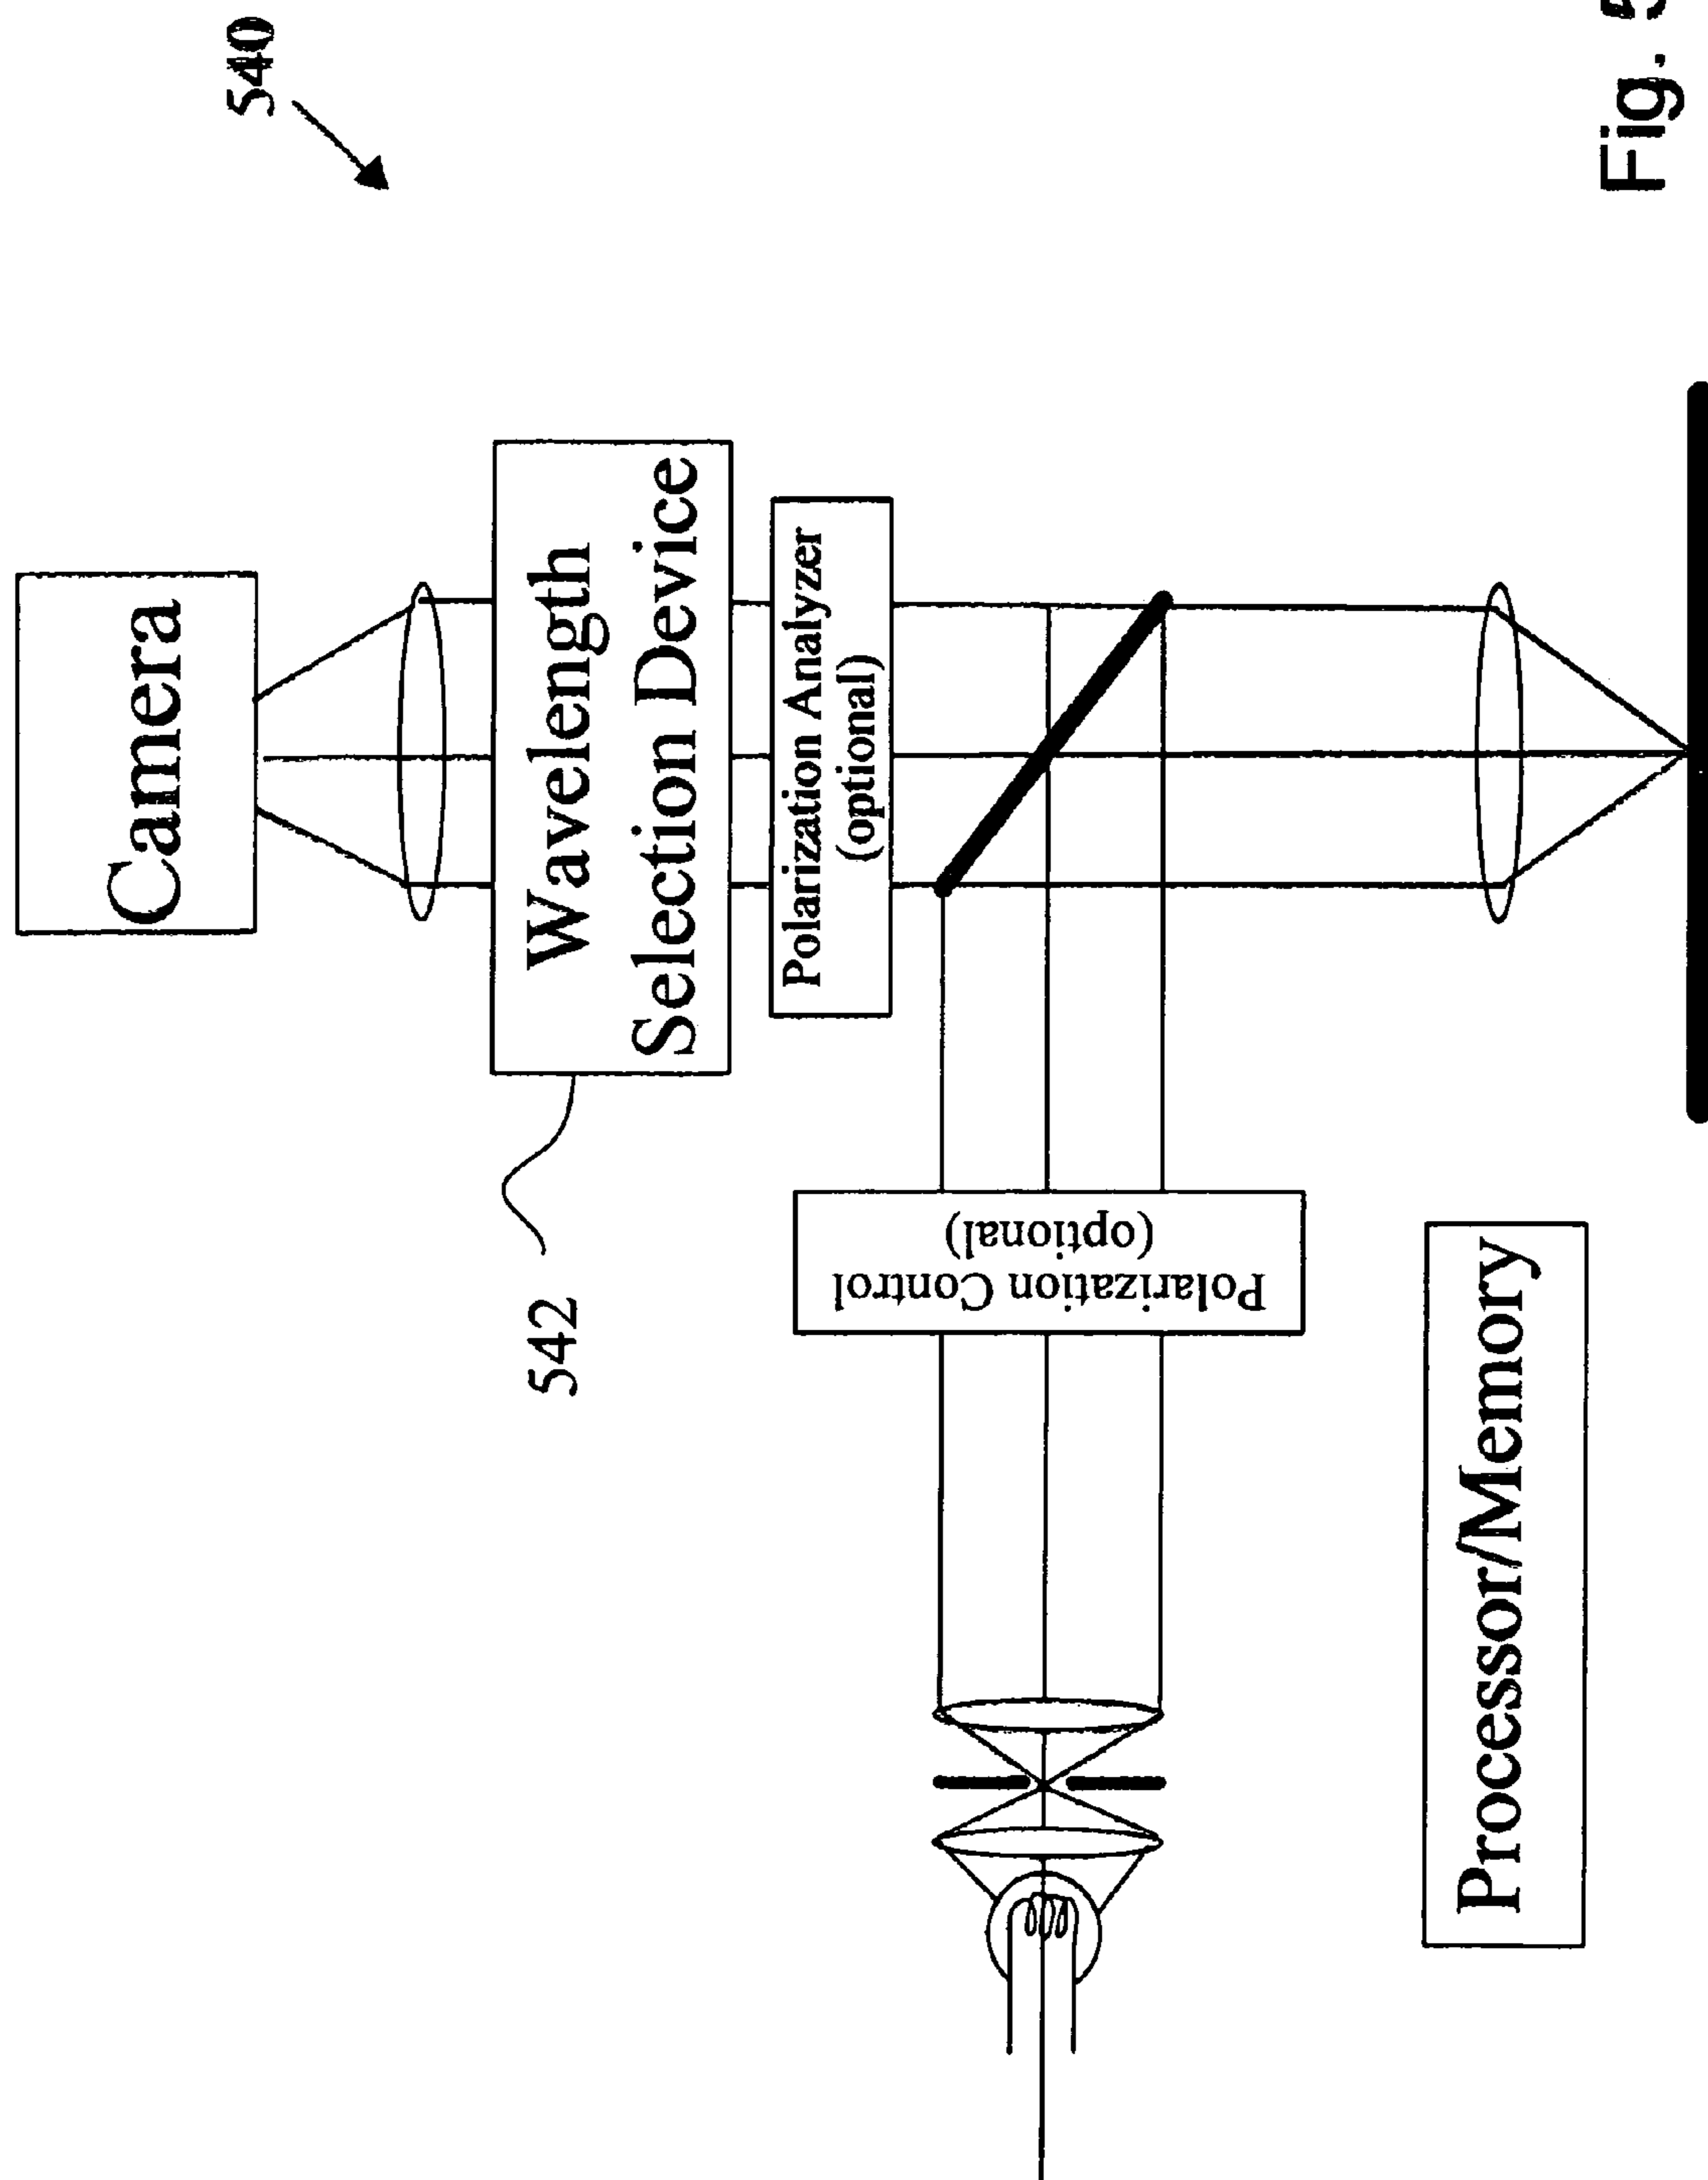 540
Camera
Wavelength
Selection Device
542
Polarization Analyzer
(optional)
Polarization Control
(optional)
Processor/Memory
Fig.